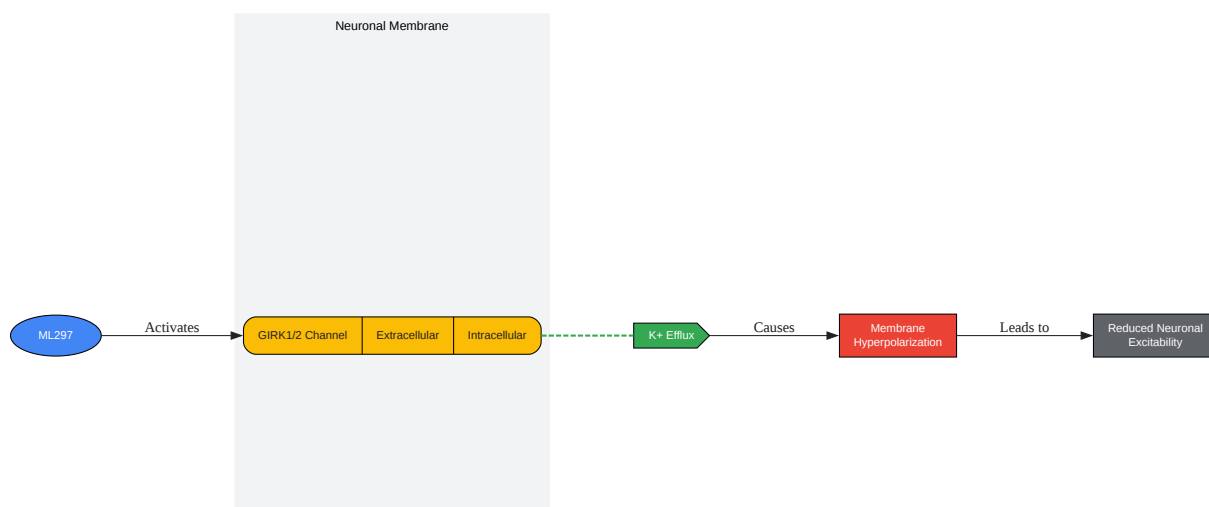 Neuronal Membrane
ML297
Activates
GIRK1/2 Channel
Extracellular
Intracellular
K+ Efflux
Causes
Membrane
Hyperpolarization
Leads to
Reduced Neuronal
Excitability